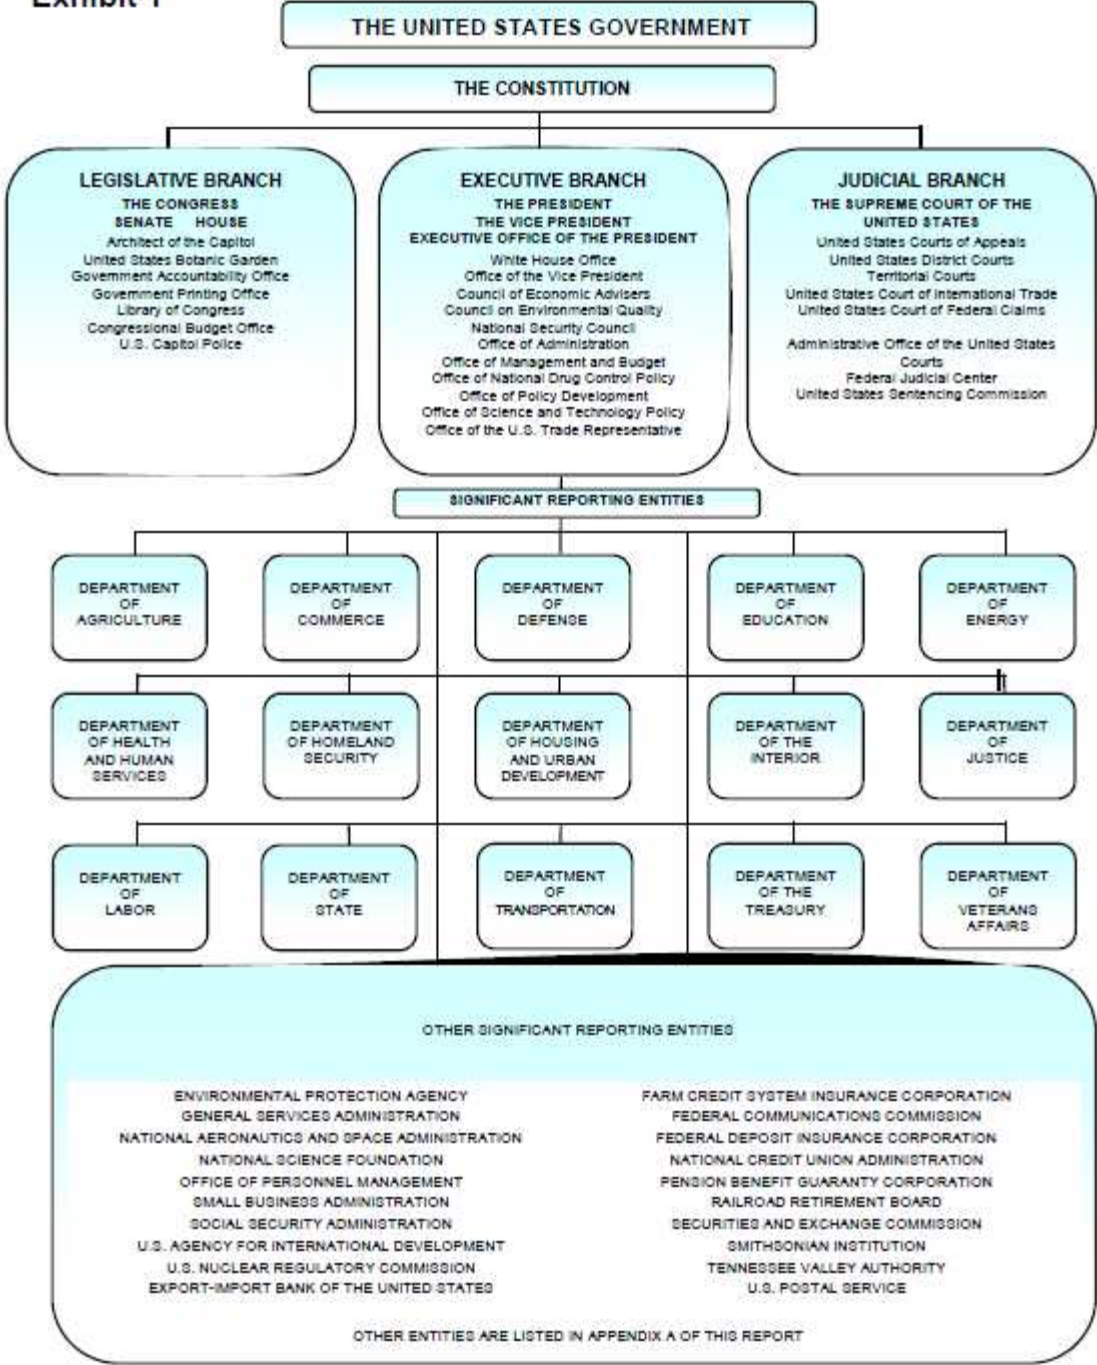 Exhibit 1
THE UNITED STATES GOVERNMENT
THE CONSTITUTION
LEGISLATIVE BRANCH
THE CONGRESS
SENATE HOUSE
Architect of the Capitol
United States Botanic Garden
Government Accountability Office
Government Printing Office
Library of Congress
Congressional Budget Office
U.S. Capitol Police
EXECUTIVE BRANCH
THE PRESIDENT
THE VICE PRESIDENT
EXECUTIVE OFFICE OF THE PRESIDENT
White House Office
Office of the Vice President
Council of Economic Advisers
Council on Environmental Quality
National Security Council
Office of Administration
Office of Management and Budget
Office of National Drug Control Policy
Office of Policy Development
Office of Science and Technology Policy
Office of the U.S. Trade Representative
JUDICIAL BRANCH
THE SUPREME COURT OF THE
UNITED STATES
United States Courts of Appeals
United States District Courts
Territorial Courts
United States Court of International Trade
United States Court of Federal Claims
Administrative Office of the United States
Courts
Federal Judicial Center
United States Sentencing Commission
SIGNIFICANT REPORTING ENTITIES
DEPARTMENT
OF
AGRICULTURE
DEPARTMENT
OF
COMMERCE
DEPARTMENT
OF
DEFENSE
DEPARTMENT
OF
EDUCATION
DEPARTMENT
OF
ENERGY
DEPARTMENT
OF HEALTH
AND HUMAN
SERVICES
DEPARTMENT
OF HOMELAND
SECURITY
DEPARTMENT
OF HOUSING
AND URBAN
DEVELOPMENT
DEPARTMENT
OF THE
INTERIOR
DEPARTMENT
OF
JUSTICE
DEPARTMENT
OF
LABOR
DEPARTMENT
OF
STATE
DEPARTMENT
OF
TRANSPORTATION
DEPARTMENT
OF THE
TREASURY
DEPARTMENT
OF
VETERANS
AFFAIRS
OTHER SIGNIFICANT REPORTING ENTITIES
ENVIRONMENTAL PROTECTION AGENCY
GENERAL SERVICES ADMINISTRATION
NATIONAL AERONAUTICS AND SPACE ADMINISTRATION
NATIONAL SCIENCE FOUNDATION
OFFICE OF PERSONNEL MANAGEMENT
SMALL BUSINESS ADMINISTRATION
SOCIAL SECURITY ADMINISTRATION
U.S. AGENCY FOR INTERNATIONAL DEVELOPMENT
U.S. NUCLEAR REGULATORY COMMISSION
EXPORT-IMPORT BANK OF THE UNITED STATES
FARM CREDIT SYSTEM INSURANCE CORPORATION
FEDERAL COMMUNICATIONS COMMISSION
FEDERAL DEPOSIT INSURANCE CORPORATION
NATIONAL CREDIT UNION ADMINISTRATION
PENSION BENEFIT GUARANTY CORPORATION
RAILROAD RETIREMENT BOARD
SECURITIES AND EXCHANGE COMMISSION
SMITHSONIAN INSTITUTION
TENNESSEE VALLEY AUTHORITY
U.S. POSTAL SERVICE
OTHER ENTITIES ARE LISTED IN APPENDIX A OF THIS REPORT